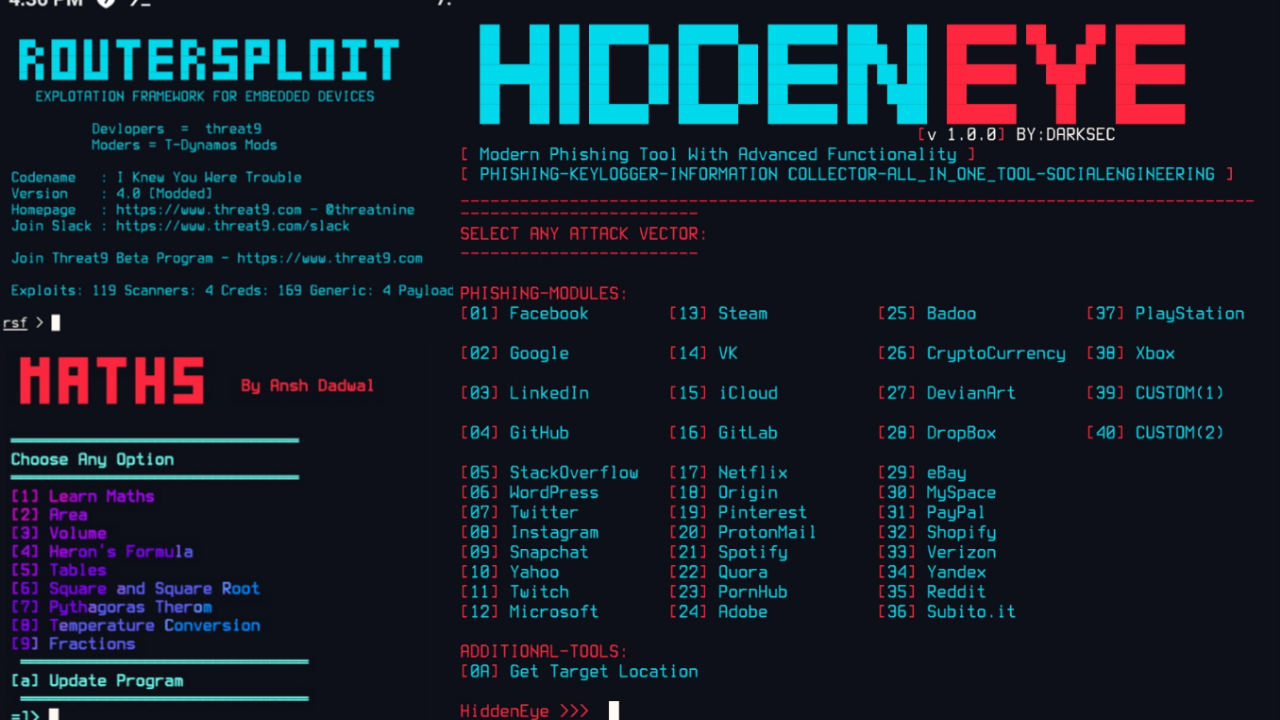 4:30 PM
ROUTERSPLOIT
EXPLOTATION FRAMEWORK FOR EMBEDDED DEVICES
Devlopers = threat9
Moders = T-Dynamos Mods
Codename : I Knew You Were Trouble
Version : 4.0 [Modded]
Homepage : https://www.threat9.com - @threatnine
Join Slack : https://www.threat9.com/slack
Join Threat9 Beta Program - https://www.threat9.com
Exploits: 119 Scanners: 4 Creds: 169 Generic: 4 Payload
rsf >
MATHS By Ansh Dadwal
Choose Any Option
[1] Learn Maths
[2] Area
[3] Volume
[4] Heron's Formula
[5] Tables
[6] Square and Square Root
[7] Pythagoras Therom
[8] Temperature Conversion
[9] Fractions
[a] Update Program
=]>
7:
HIDDENEYE
[v 1.0.0] BY:DARKSEC
[ Modern Phishing Tool With Advanced Functionality ]
[ PHISHING-KEYLOGGER-INFORMATION COLLECTOR-ALL_IN_ONE_TOOL-SOCIALENGINEERING ]
SELECT ANY ATTACK VECTOR:
PHISHING-MODULES:
[01] Facebook [13] Steam [25] Badoo [37] PlayStation
[02] Google [14] VK [26] CryptoCurrency [38] Xbox
[03] LinkedIn [15] iCloud [27] DevianArt [39] CUSTOM(1)
[04] GitHub [16] GitLab [28] DropBox [40] CUSTOM(2)
[05] StackOverflow [17] Netflix [29] eBay
[06] WordPress [18] Origin [30] MySpace
[07] Twitter [19] Pinterest [31] PayPal
[08] Instagram [20] ProtonMail [32] Shopify
[09] Snapchat [21] Spotify [33] Verizon
[10] Yahoo [22] Quora [34] Yandex
[11] Twitch [23] PornHub [35] Reddit
[12] Microsoft [24] Adobe [36] Subito.it
ADDITIONAL-TOOLS:
[0A] Get Target Location
HiddenEye >>>